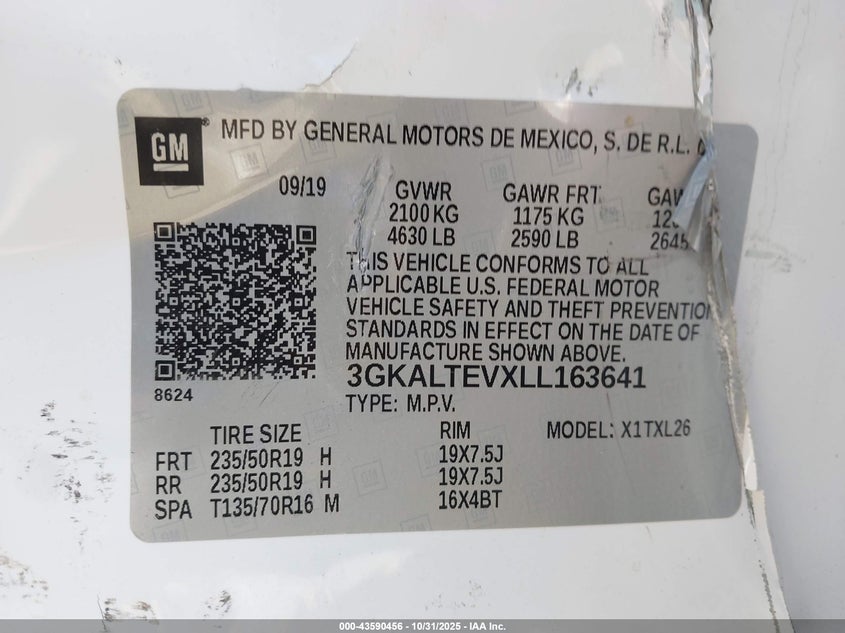 GM MFD BY GENERAL MOTORS DE MEXICO, S. DE R.L.
09/19 GVWR GAWR FRT
2100 KG 1175 KG
4630 LB 2590 LB
THIS VEHICLE CONFORMS TO ALL
APPLICABLE U.S. FEDERAL MOTOR
VEHICLE SAFETY AND THEFT PREVENTION
STANDARDS IN EFFECT ON THE DATE OF
MANUFACTURE SHOWN ABOVE.
3GKALTEVXLL163641
8624
TYPE: M.P.V.
TIRE SIZE RIM MODEL: X1TXL26
FRT 235/50R19 H 19X7.5J
RR 235/50R19 H 19X7.5J
SPA T135/70R16 M 16X4BT
000-43590456 - 10/31/2025 - IAA Inc.